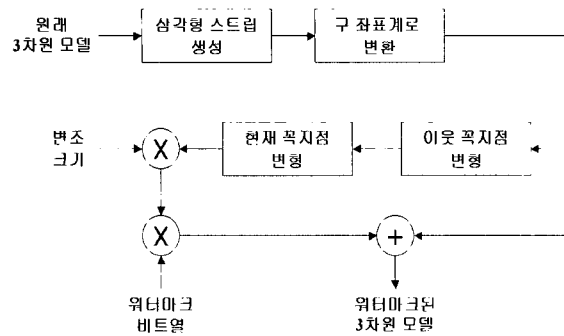 원래
3차원 모델
삼각형 스트립
생성
구 좌표계로
변환
변조
크기
X
현재 꼭지점
변형
이웃 꼭지점
변형
X
+
워터마크
비트열
워터마크된
3차원 모델